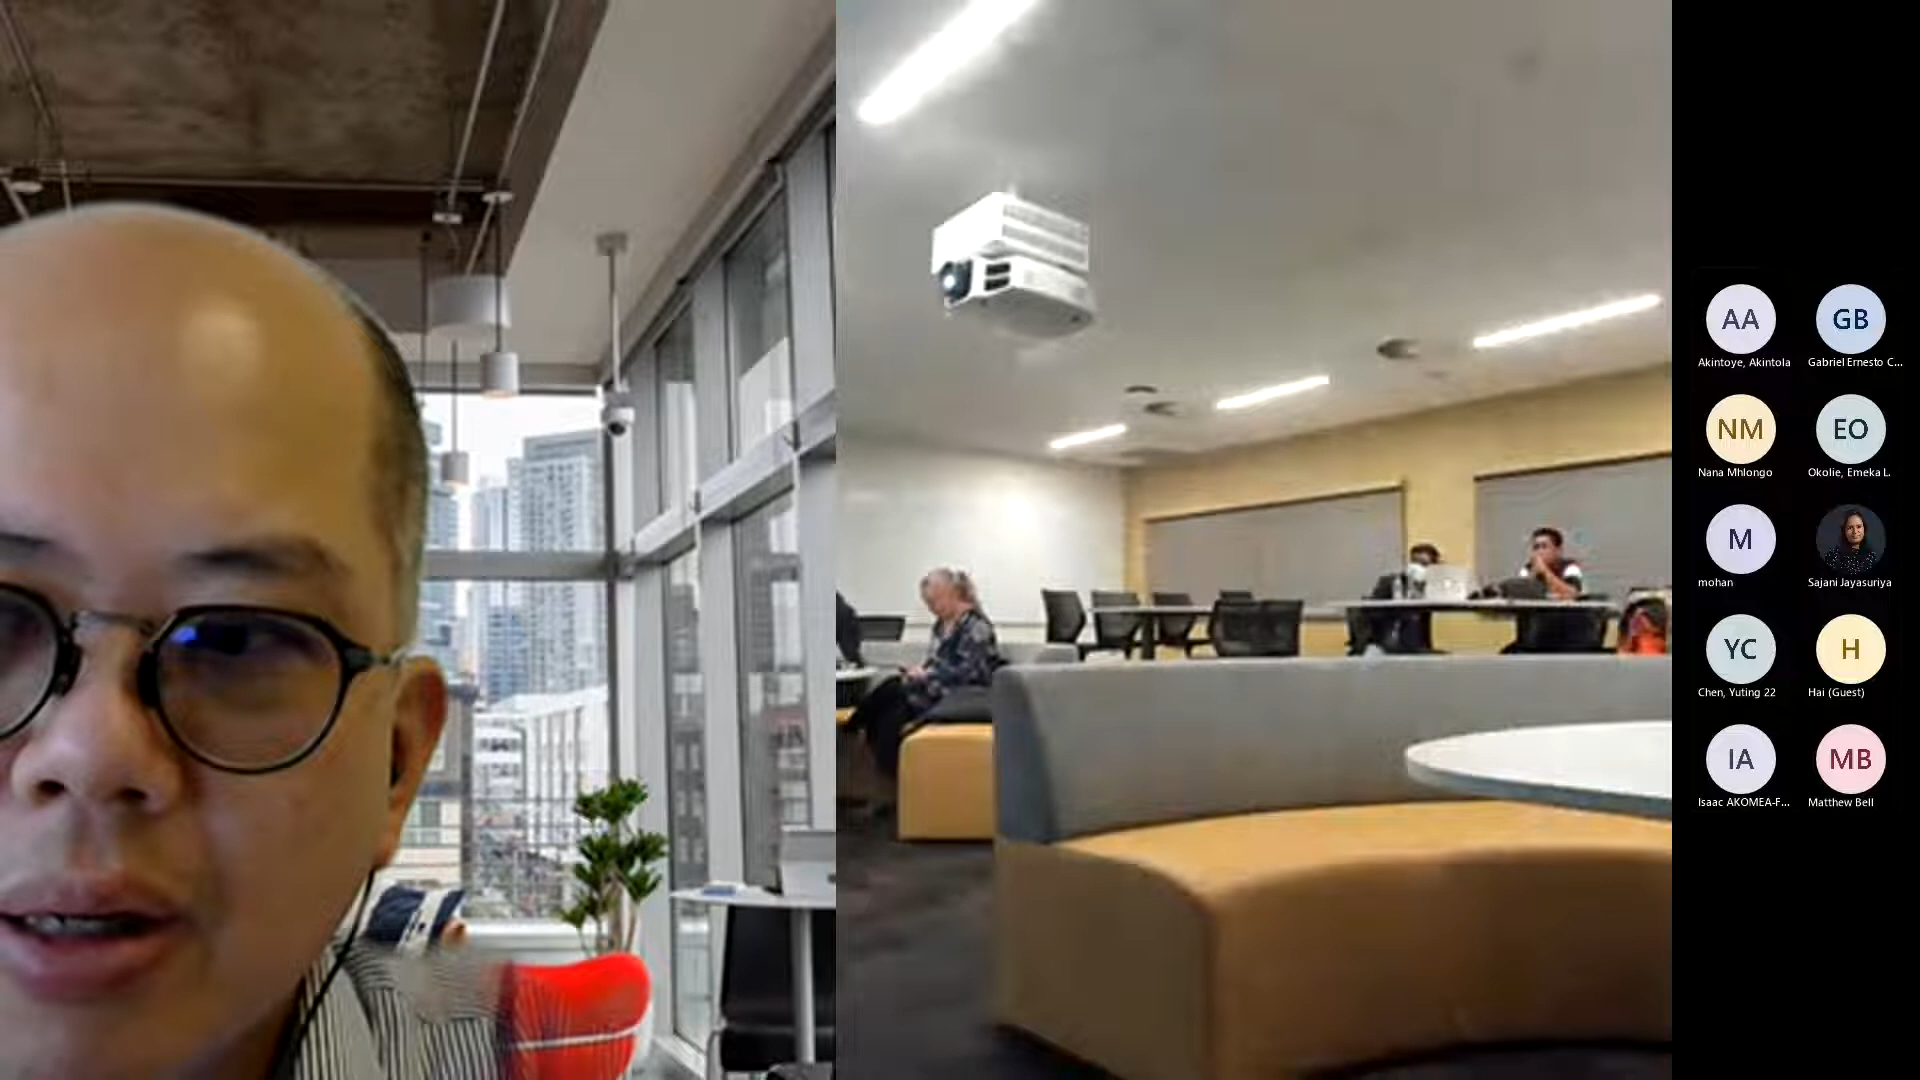 AA
GB
Akintoye, Akintola
Gabriel Ernesto C...
NM
EO
Nana Mhlongo
Okolie, Emeka L.
M
mohan
Sajani Jayasuriya
YC
H
Chen, Yuting 22
Hai (Guest)
IA
MB
Isaac AKOMEA-F...
Matthew Bell